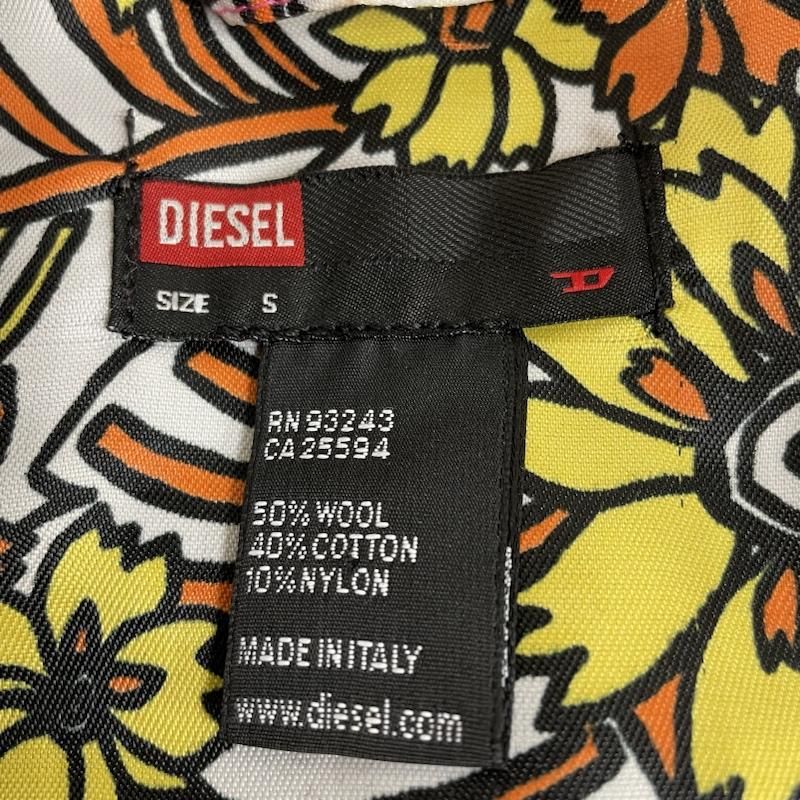 DIESEL
SIZE S
RN 93243
CA 25594
50% WOOL
40% COTTON
10% NYLON
MADE IN ITALY
www.diesel.com